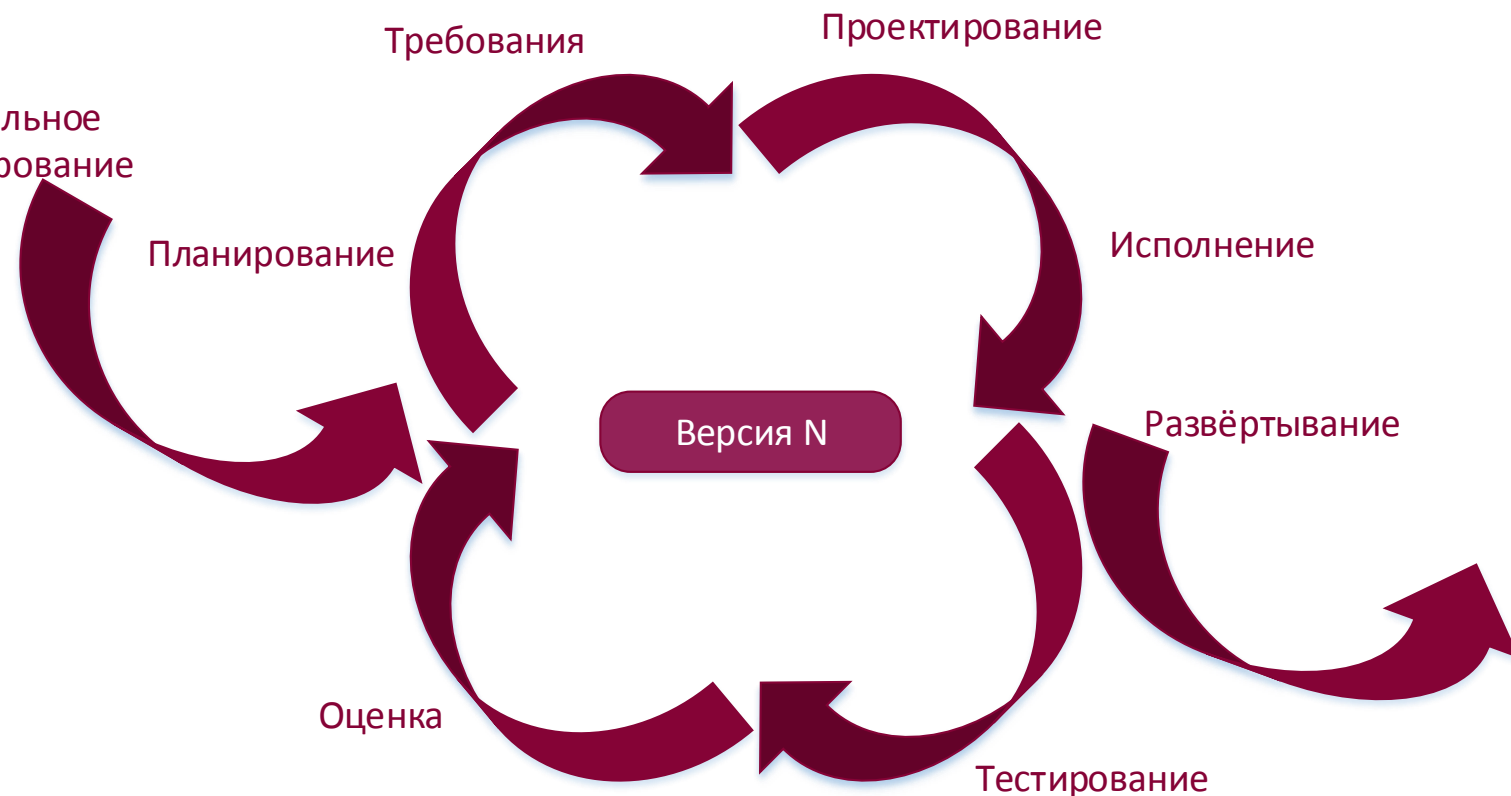 Требования
Проектирование
льное
рование
Планирование
Исполнение
Версия N
Развёртывание
Оценка
Тестирование